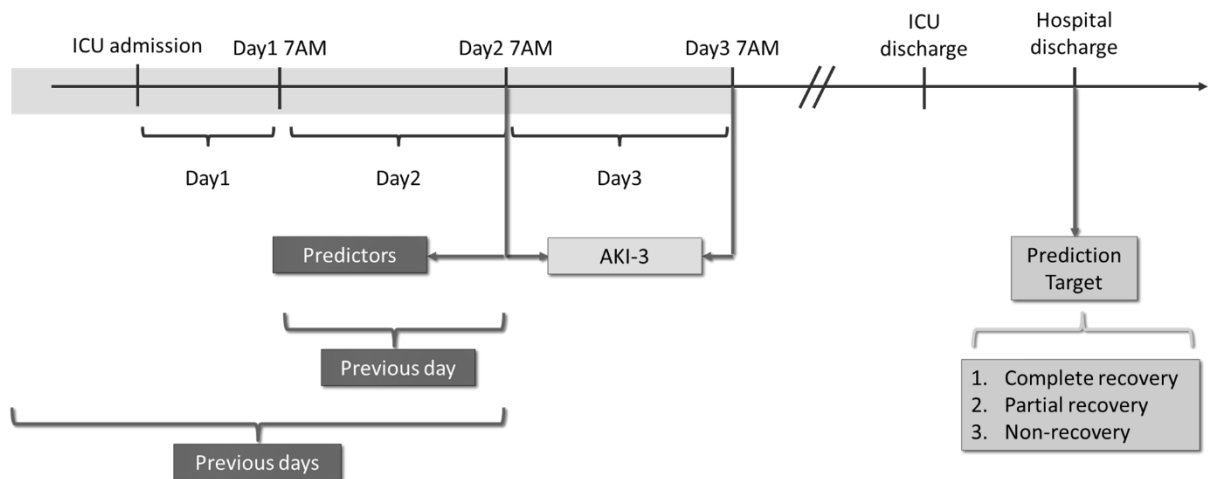 ICU admission
Day1 7AM
Day2 7AM
Day3 7AM
ICU
discharge
Hospital
discharge
Day1
Day2
Day3
Predictors
AKI-3
Prediction
Target
Previous day
1. Complete recovery
2. Partial recovery
3. Non-recovery
Previous days